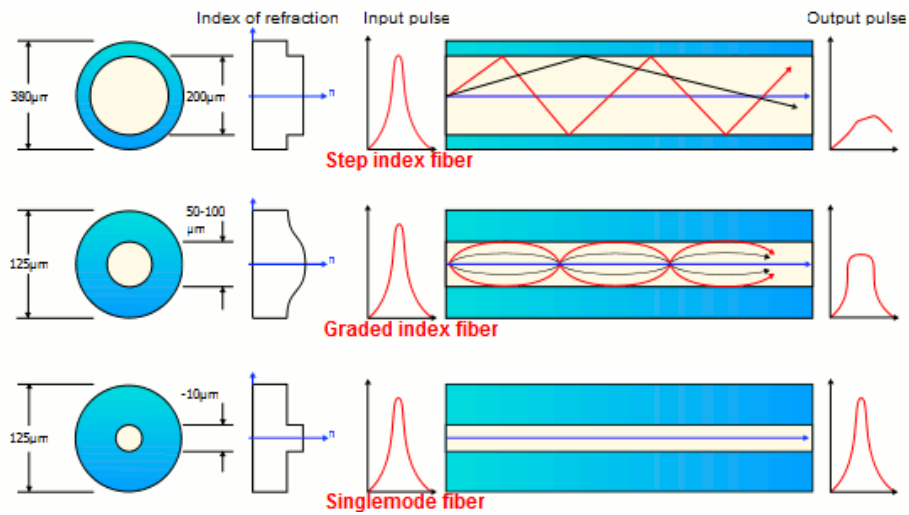 Index of refraction Input pulse Output pulse
380µm
200µm
n
Step index fiber
50-100
µm
125µm
n
Graded index fiber
-10µm
125µm
n
Singlemode fiber